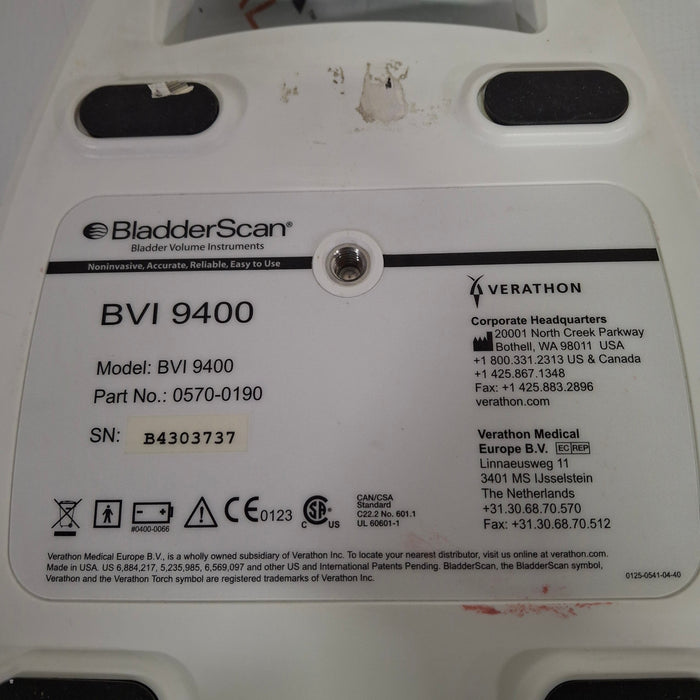 BladderScan®
Bladder Volume Instruments
Noninvasive, Accurate, Reliable, Easy to Use
BVI 9400
Model: BVI 9400
Part No.: 0570-0190
SN: B4303737
VERATHON
Corporate Headquarters
20001 North Creek Parkway
Bothell, WA 98011 USA
+1 800.331.2313 US & Canada
+1 425.867.1348
Fax: +1 425.883.2896
verathon.com
Verathon Medical
Europe B.V. EC REP
Linnaeusweg 11
3401 MS IJsselstein
The Netherlands
+31.30.68.70.570
Fax: +31.30.68.70.512
#0400-0066
CE 0123
C US
CAN/CSA
Standard
C22.2 No. 601.1
UL 60601-1
Verathon Medical Europe B.V., is a wholly owned subsidiary of Verathon Inc. To locate your nearest distributor, visit us online at verathon.com.
Made in USA. US 6,884,217, 5,235,985, 6,569,097 and other US and International Patents Pending. BladderScan, the BladderScan symbol,
Verathon and the Verathon Torch symbol are registered trademarks of Verathon Inc.
0125-0541-04-40